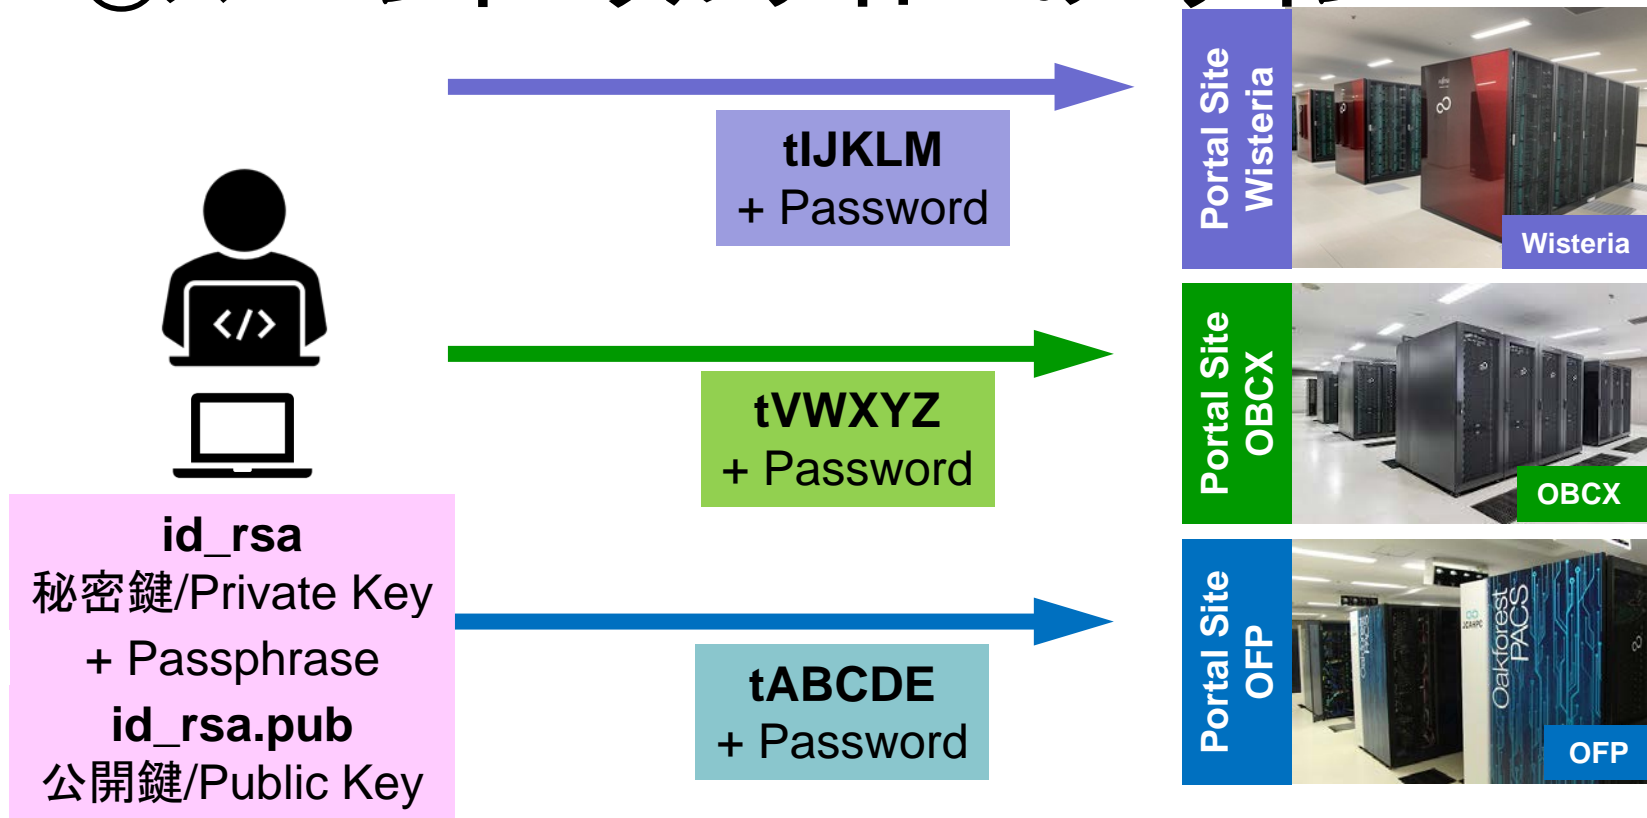 tIJKLM
+ Password
Portal Site
Wisteria
Wisteria
tVWXYZ
+ Password
Portal Site
OBCX
OBCX
id_rsa
秘密鍵/Private Key
+ Passphrase
id_rsa.pub
公開鍵/Public Key
tABCDE
+ Password
Portal Site
OFP
JCAHPC
Oakforest
PACS
OFP